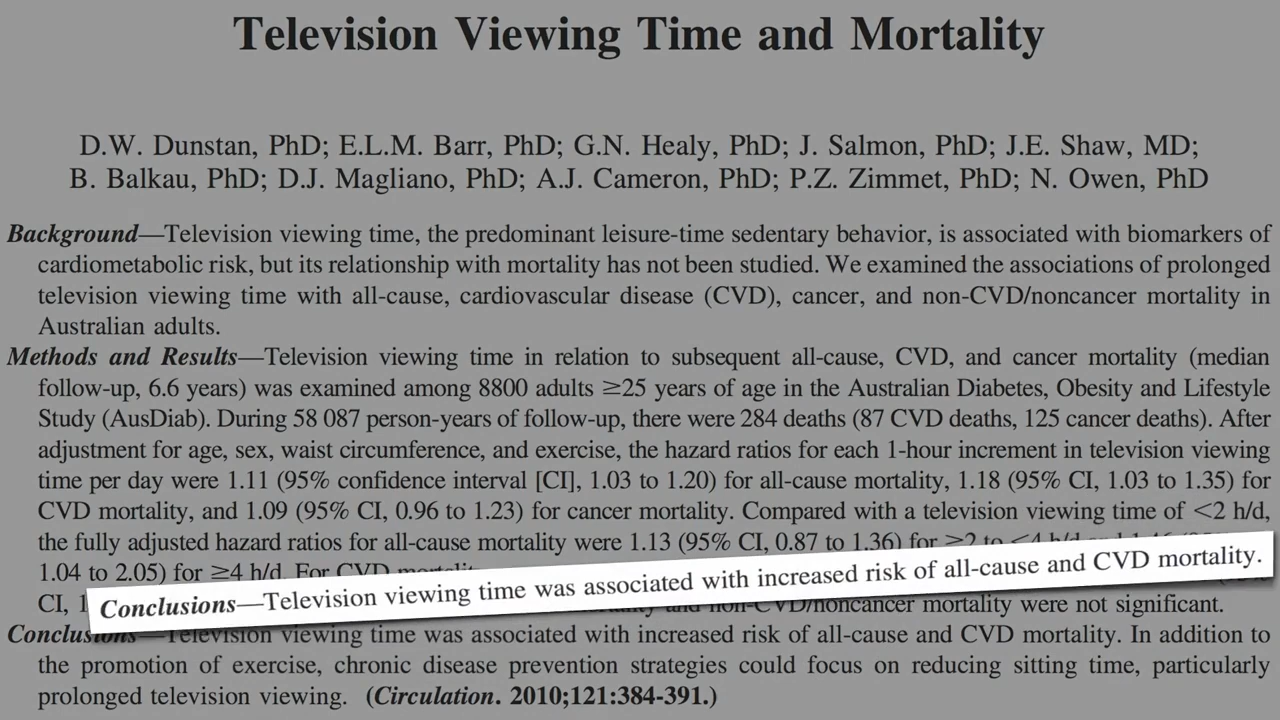 Television Viewing Time and Mortality
D.W. Dunstan, PhD; E.L.M. Barr, PhD; G.N. Healy, PhD; J. Salmon, PhD; J.E. Shaw, MD;
B. Balkau, PhD; D.J. Magliano, PhD; A.J. Cameron, PhD; P.Z. Zimmet, PhD; N. Owen, PhD
Background—Television viewing time, the predominant leisure-time sedentary behavior, is associated with biomarkers of
cardiometabolic risk, but its relationship with mortality has not been studied. We examined the associations of prolonged
television viewing time with all-cause, cardiovascular disease (CVD), cancer, and non-CVD/noncancer mortality in
Australian adults.
Methods and Results—Television viewing time in relation to subsequent all-cause, CVD, and cancer mortality (median
follow-up, 6.6 years) was examined among 8800 adults ≥25 years of age in the Australian Diabetes, Obesity and Lifestyle
Study (AusDiab). During 58 087 person-years of follow-up, there were 284 deaths (87 CVD deaths, 125 cancer deaths). After
adjustment for age, sex, waist circumference, and exercise, the hazard ratios for each 1-hour increment in television viewing
time per day were 1.11 (95% confidence interval [CI], 1.03 to 1.20) for all-cause mortality, 1.18 (95% CI, 1.03 to 1.35) for
CVD mortality, and 1.09 (95% CI, 0.96 to 1.23) for cancer mortality. Compared with a television viewing time of <2 h/d,
the fully adjusted hazard ratios for all-cause mortality were 1.13 (95% CI, 0.87 to 1.36) for ≥2 to <4 h/d and
1.04 to 2.05) for ≥4 h/d. For CVD mortality
Conclusions—Television viewing time was associated with increased risk of all-cause and CVD mortality.
CI, and non-CVD/noncancer mortality were not significant.
Conclusions—Television viewing time was associated with increased risk of all-cause and CVD mortality. In addition to
the promotion of exercise, chronic disease prevention strategies could focus on reducing sitting time, particularly
prolonged television viewing. (Circulation. 2010;121:384-391.)